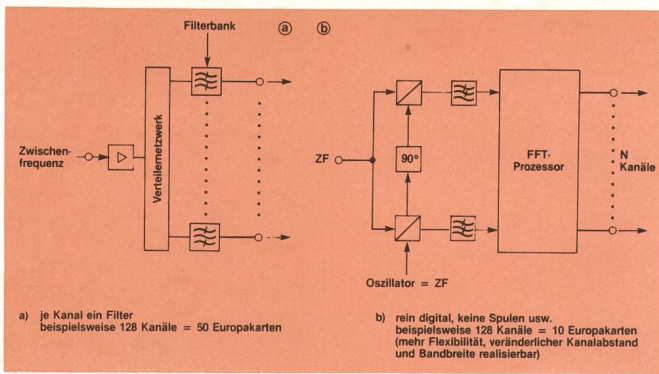 Filterbank
ⓐ
Zwischen-
frequenz
Verteilernetzwerk
a) je Kanal ein Filter
beispielsweise 128 Kanäle = 50 Europakarten
ⓑ
ZF
90°
FFT-
Prozessor
N
Kanäle
Oszillator = ZF
b) rein digital, keine Spulen usw.
beispielsweise 128 Kanäle = 10 Europakarten
(mehr Flexibilität, veränderlicher Kanalabstand
und Bandbreite realisierbar)